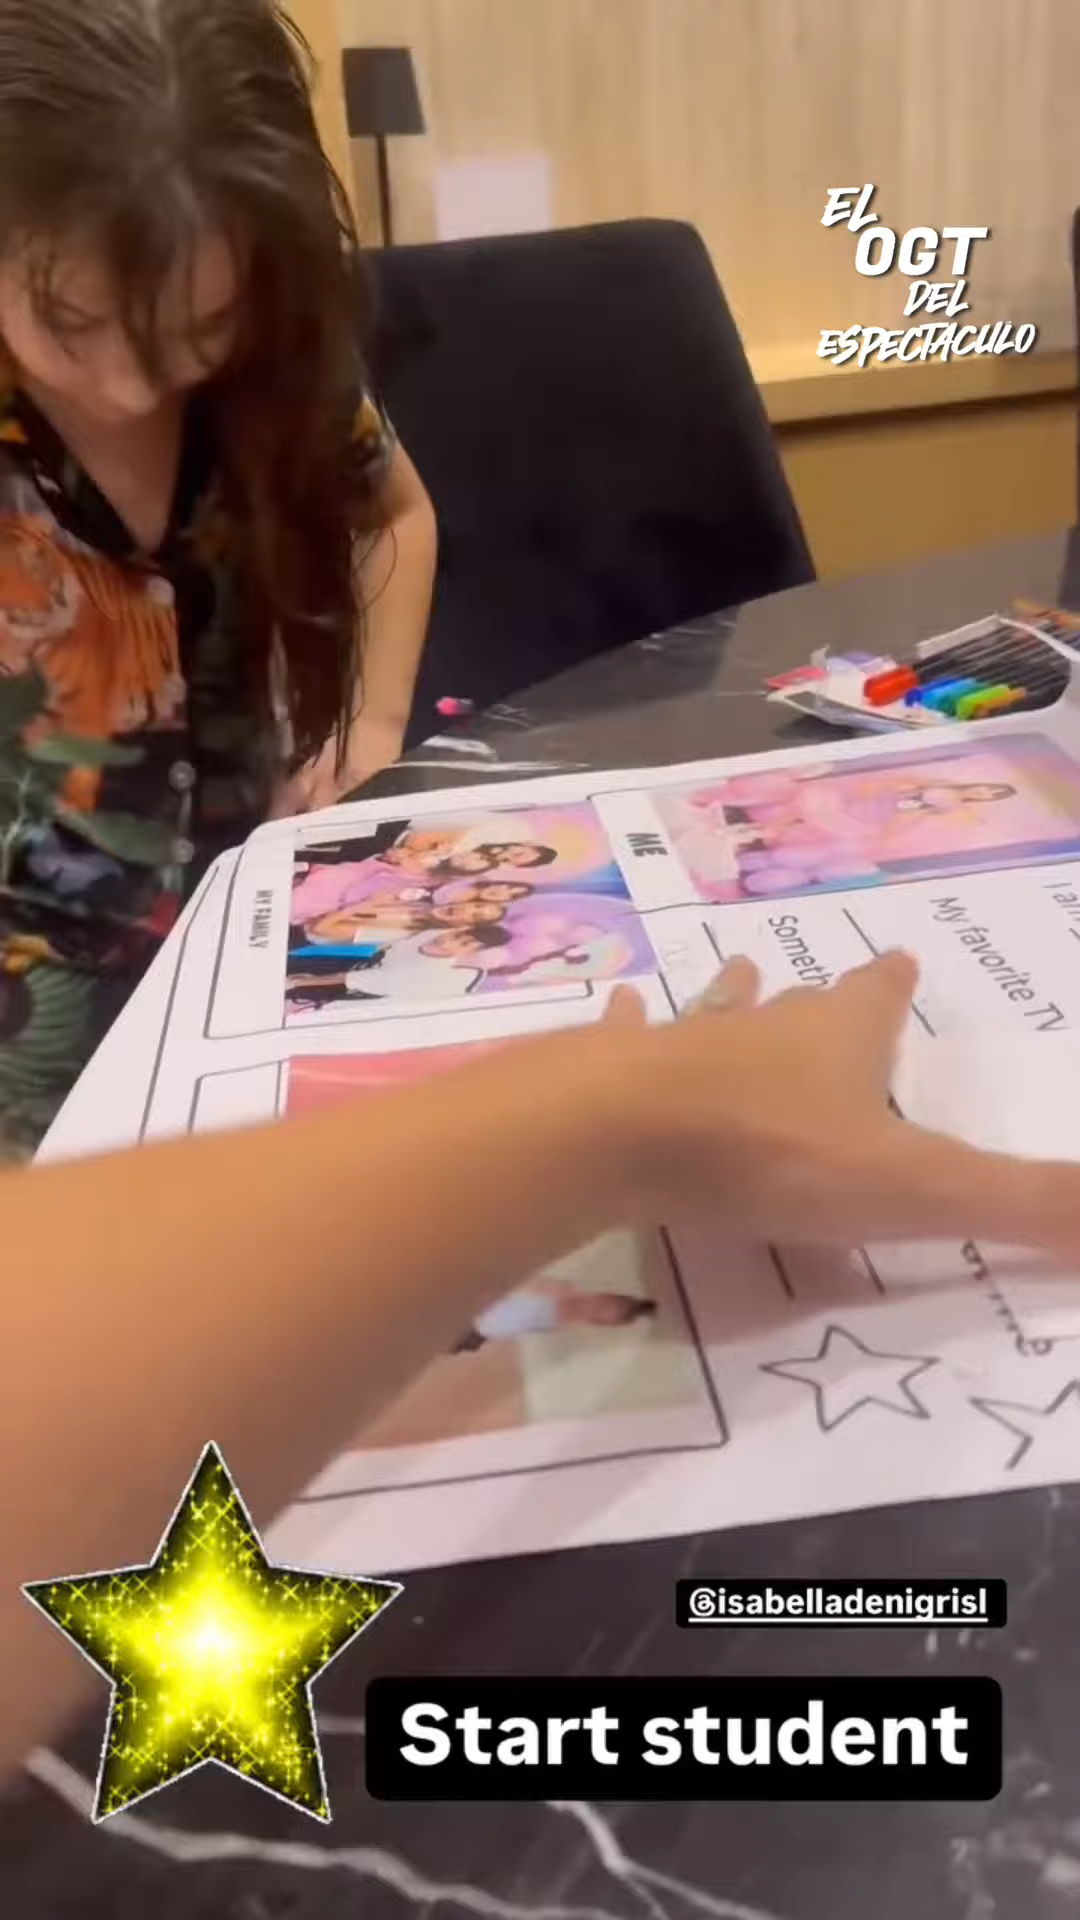 EL
OGT
DEL
ESPECTACULO
ME
MY FAMILY
I am
Someth
My favorite TV
@isabelladenigrisl
Start student